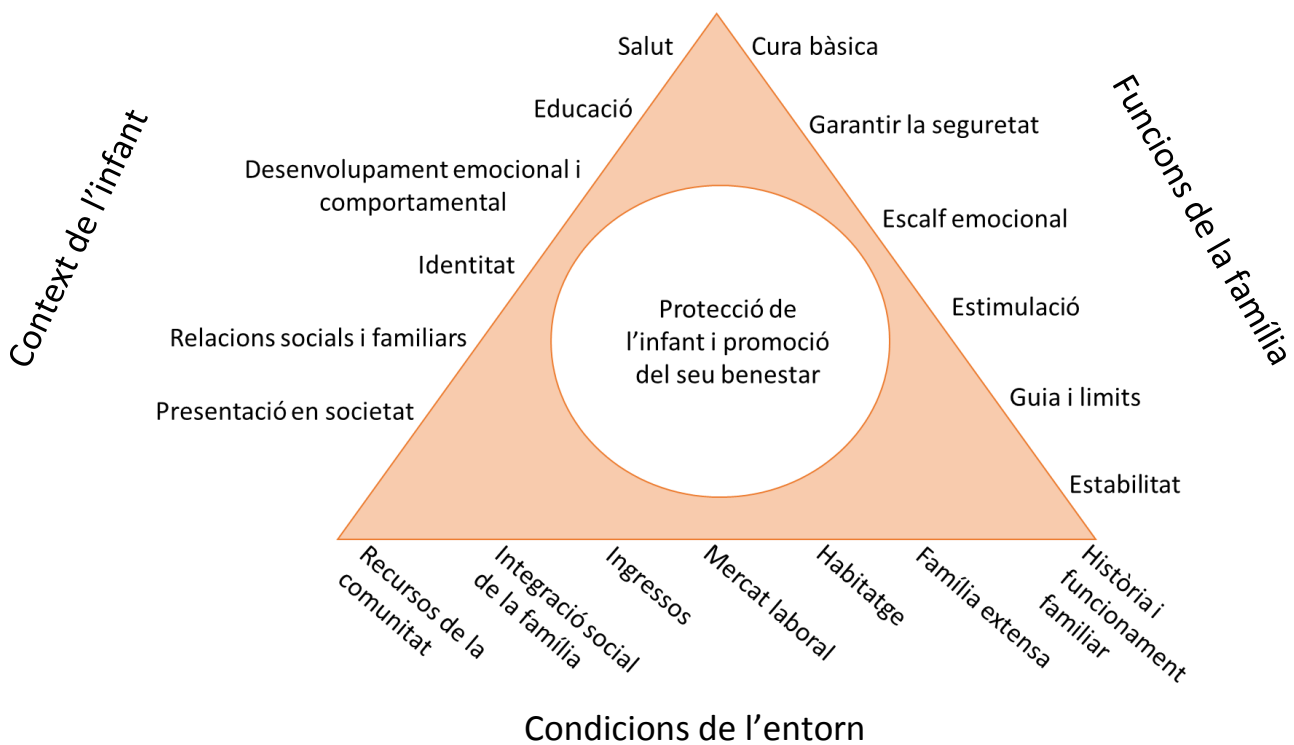 Salut
Cura bàsica
Educació
Garantir la seguretat
Desenvolupament emocional i
comportamental
Escalf emocional
Identitat
Estimulació
Relacions socials i familiars
Guia i limits
Presentació en societat
Estabilitat
Context de l'infant
Funcions de la família
Protecció de
l'infant i promoció
del seu benestar
Recursos de la
comunitat
Integració social
de la família
Ingressos
Mercat laboral
Habitatge
Família extensa
Història i
funcionament
familiar
Condicions de l'entorn